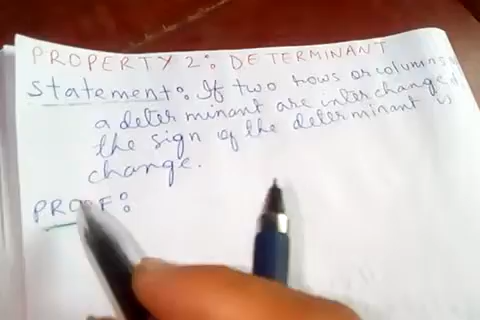 PROPERTY 2: DETERMINANT
Statement: If two rows or columns
a determinant are interchanged
the sign of the determinant is
change.
PROOF: